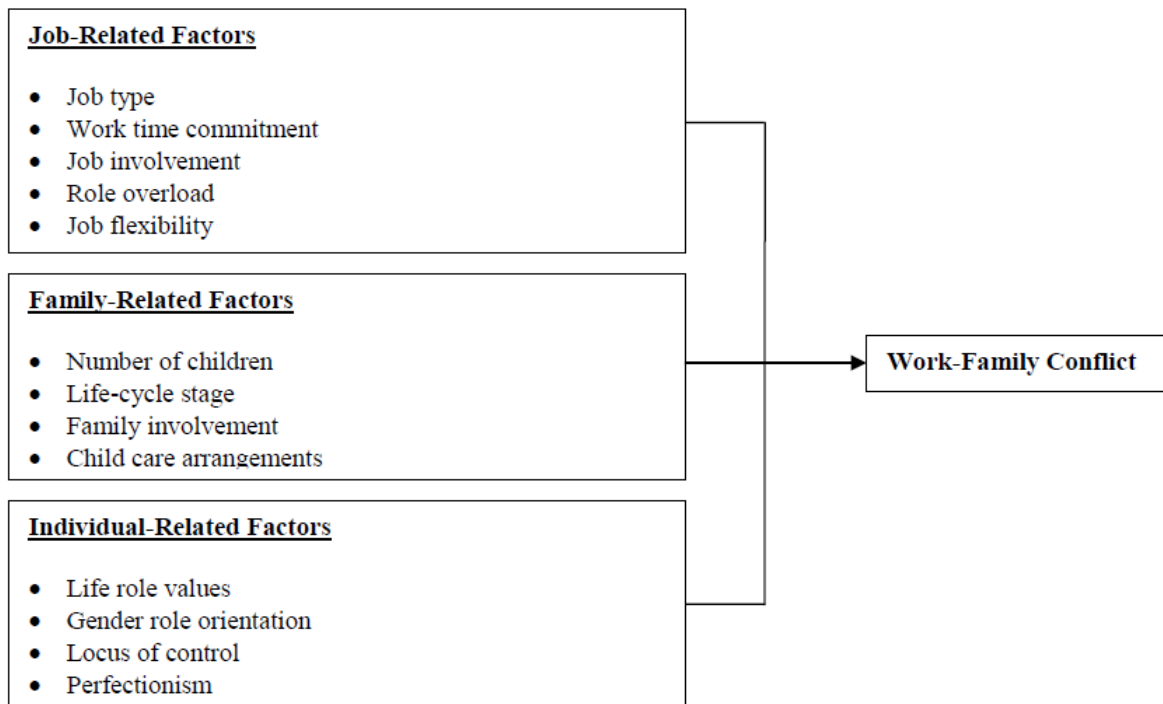 Job-Related Factors
• Job type
• Work time commitment
• Job involvement
• Role overload
• Job flexibility
Family-Related Factors
• Number of children
• Life-cycle stage
• Family involvement
• Child care arrangements
Work-Family Conflict
Individual-Related Factors
• Life role values
• Gender role orientation
• Locus of control
• Perfectionism